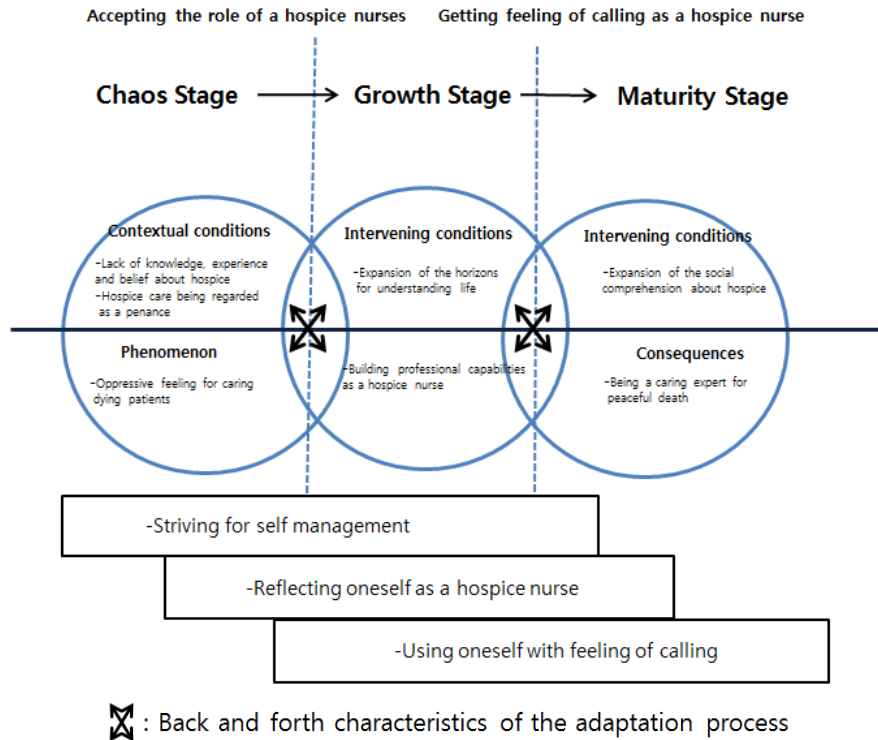 Accepting the role of a hospice nurses
Getting feeling of calling as a hospice nurse
Chaos Stage
Growth Stage
Maturity Stage
Contextual conditions
-Lack of knowledge, experience
and belief about hospice
-Hospice care being regarded
as a penance
Phenomenon
-Oppressive feeling for caring
dying patients
Intervening conditions
-Expansion of the horizons
for understanding life
-Building professional capabilities
as a hospice nurse
Intervening conditions
-Expansion of the social
comprehension about hospice
Consequences
-Being a caring expert for
peaceful death
-Striving for self management
-Reflecting oneself as a hospice nurse
-Using oneself with feeling of calling
: Back and forth characteristics of the adaptation process